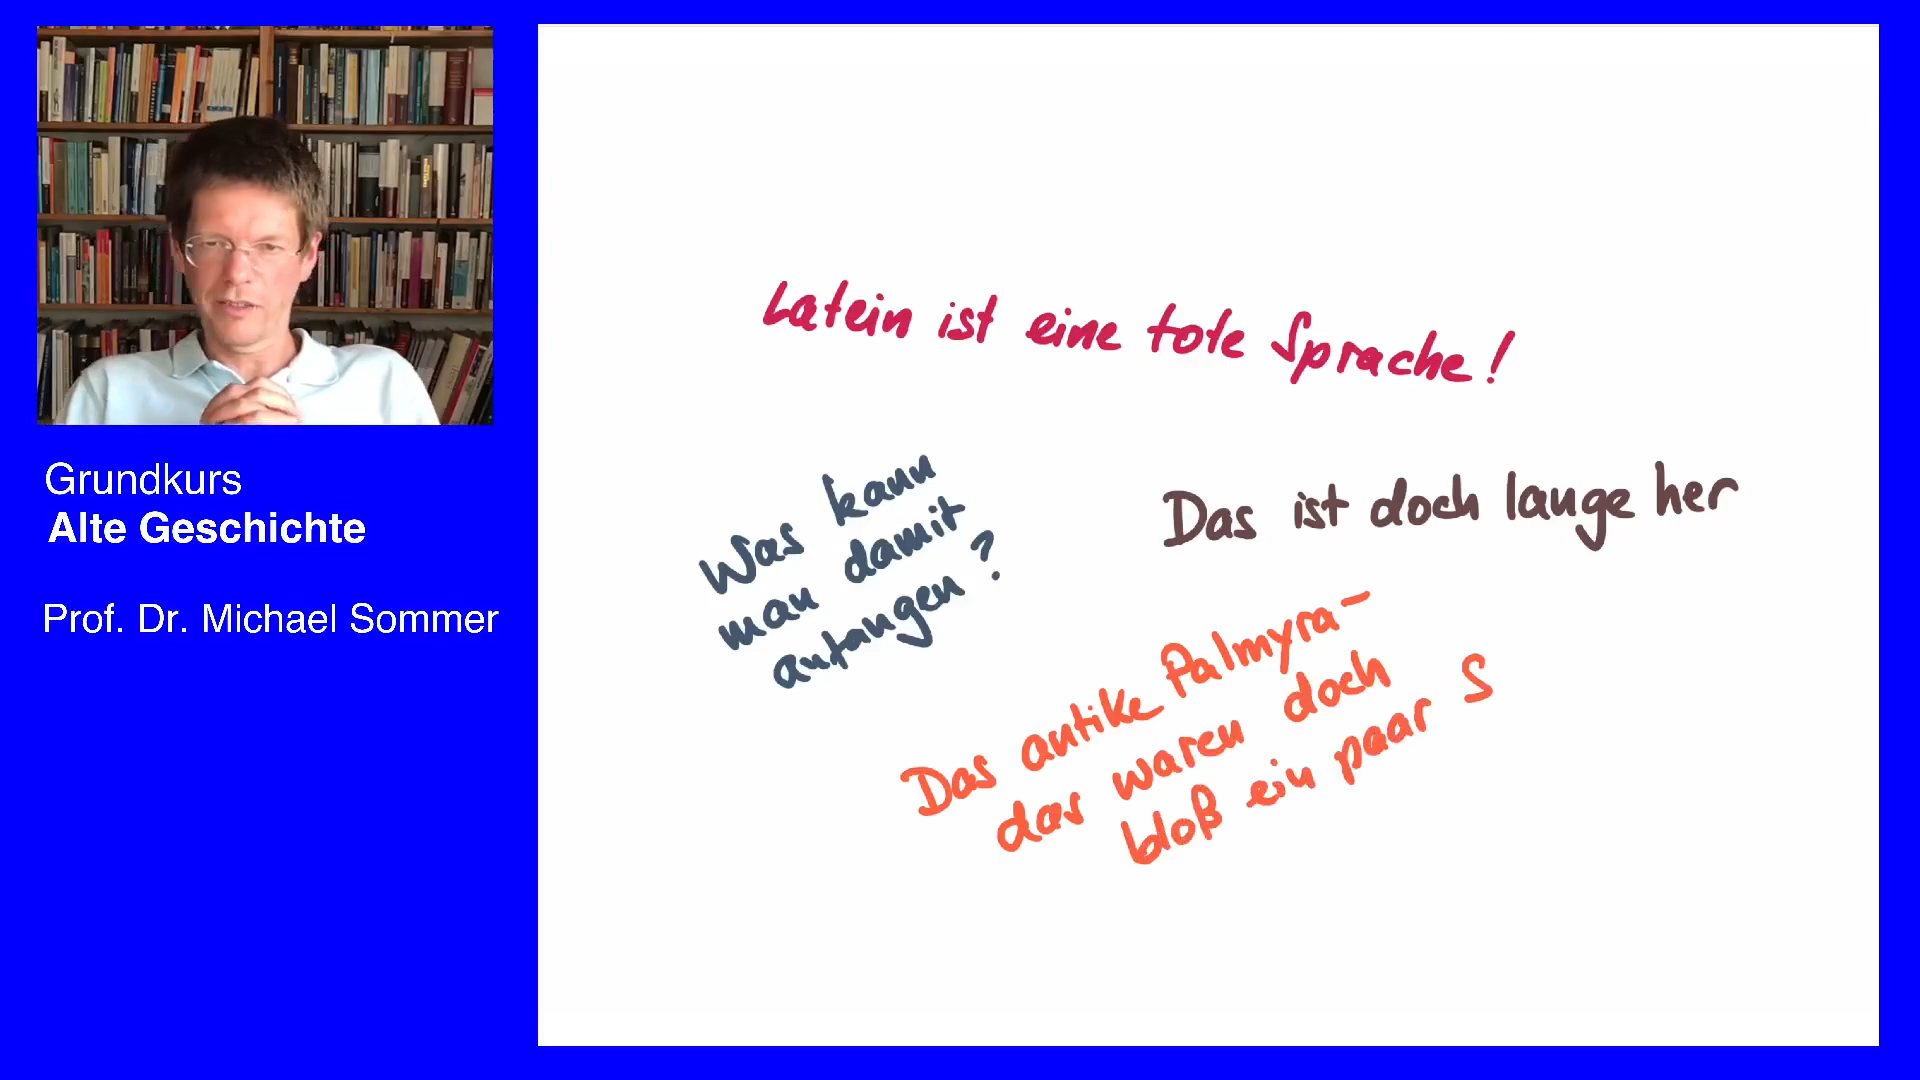 Grundkurs
Alte Geschichte
Prof. Dr. Michael Sommer
Latein ist eine tote Sprache!
Was kann
man damit
anfangen?
Das ist doch lange her
Das antike Palmyra-
das waren doch
bloß ein paar S